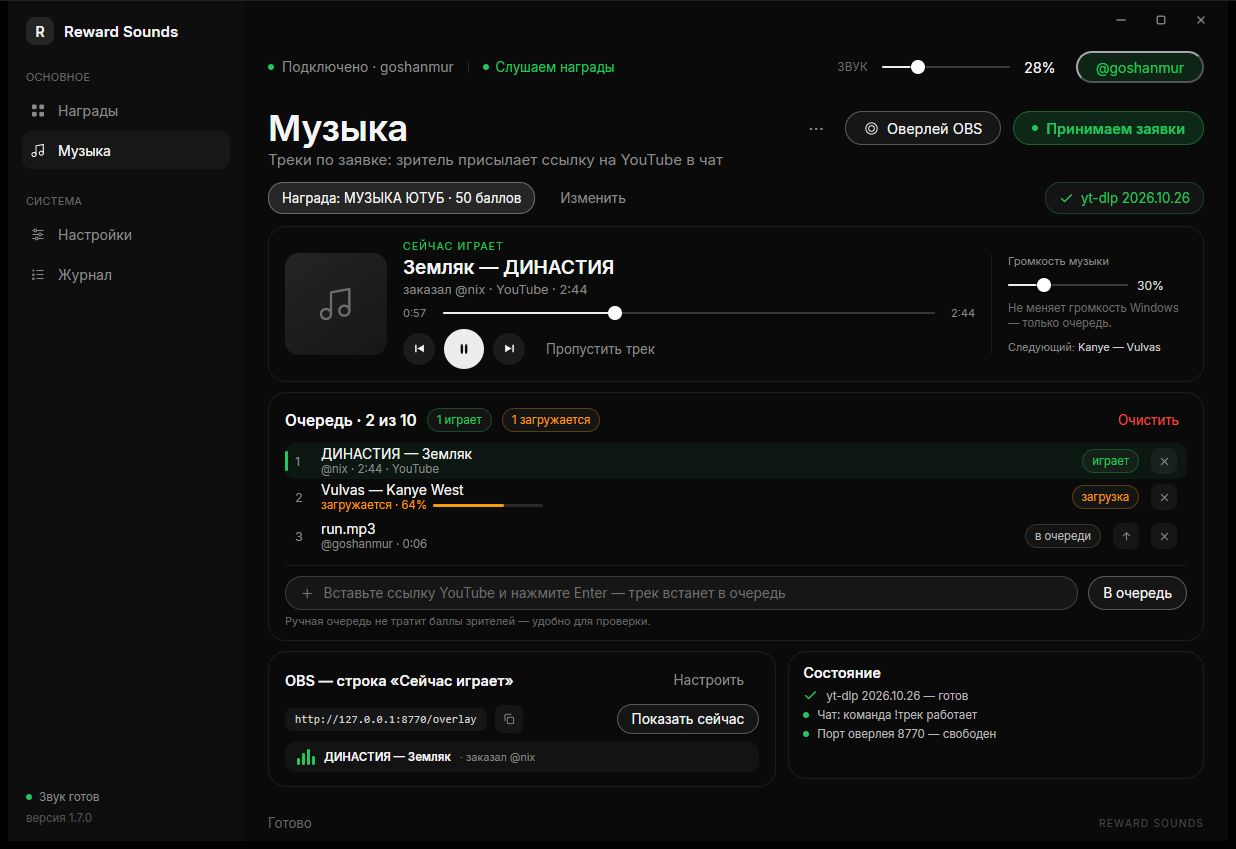 R Reward Sounds
ОСНОВНОЕ
Награды
Музыка
СИСТЕМА
Настройки
Журнал
Звук готов
версия 1.7.0
Подключено · goshanmur
Слушаем награды
ЗВУК
28%
@goshanmur
Музыка
Треки по заявке: зритель присылает ссылку на YouTube в чат
···
Оверлей OBS
Принимаем заявки
Награда: МУЗЫКА ЮТУБ · 50 баллов
Изменить
yt-dlp 2026.10.26
СЕЙЧАС ИГРАЕТ
Земляк — ДИНАСТИЯ
заказал @nix · YouTube · 2:44
0:57
2:44
Пропустить трек
Громкость музыки
30%
Не меняет громкость Windows
— только очередь.
Следующий: Kanye — Vulvas
Очередь · 2 из 10
1 играет
1 загружается
Очистить
1
ДИНАСТИЯ — Земляк
@nix · 2:44 · YouTube
играет
2
Vulvas — Kanye West
загружается · 64%
загрузка
3
run.mp3
@goshanmur · 0:06
в очереди
Вставьте ссылку YouTube и нажмите Enter — трек встанет в очередь
В очередь
Ручная очередь не тратит баллы зрителей — удобно для проверки.
OBS — строка «Сейчас играет»
Настроить
http://127.0.0.1:8770/overlay
Показать сейчас
ДИНАСТИЯ — Земляк · заказал @nix
Состояние
yt-dlp 2026.10.26 — готов
Чат: команда !трек работает
Порт оверлея 8770 — свободен
Готово
REWARD SOUNDS